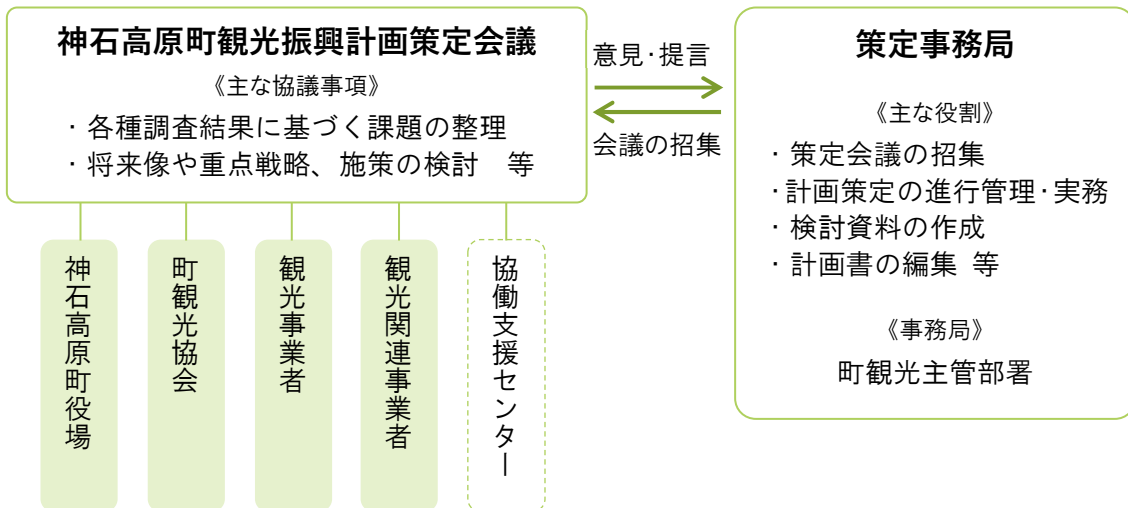 神石高原町観光振興計画策定会議
《主な協議事項》
・各種調査結果に基づく課題の整理
・将来像や重点戦略、施策の検討　等
意見・提言
会議の招集
策定事務局
《主な役割》
・策定会議の招集
・計画策定の進行管理・実務
・検討資料の作成
・計画書の編集 等
《事務局》
町観光主管部署
神石高原町役場
町観光協会
観光事業者
観光関連事業者
協働支援センター